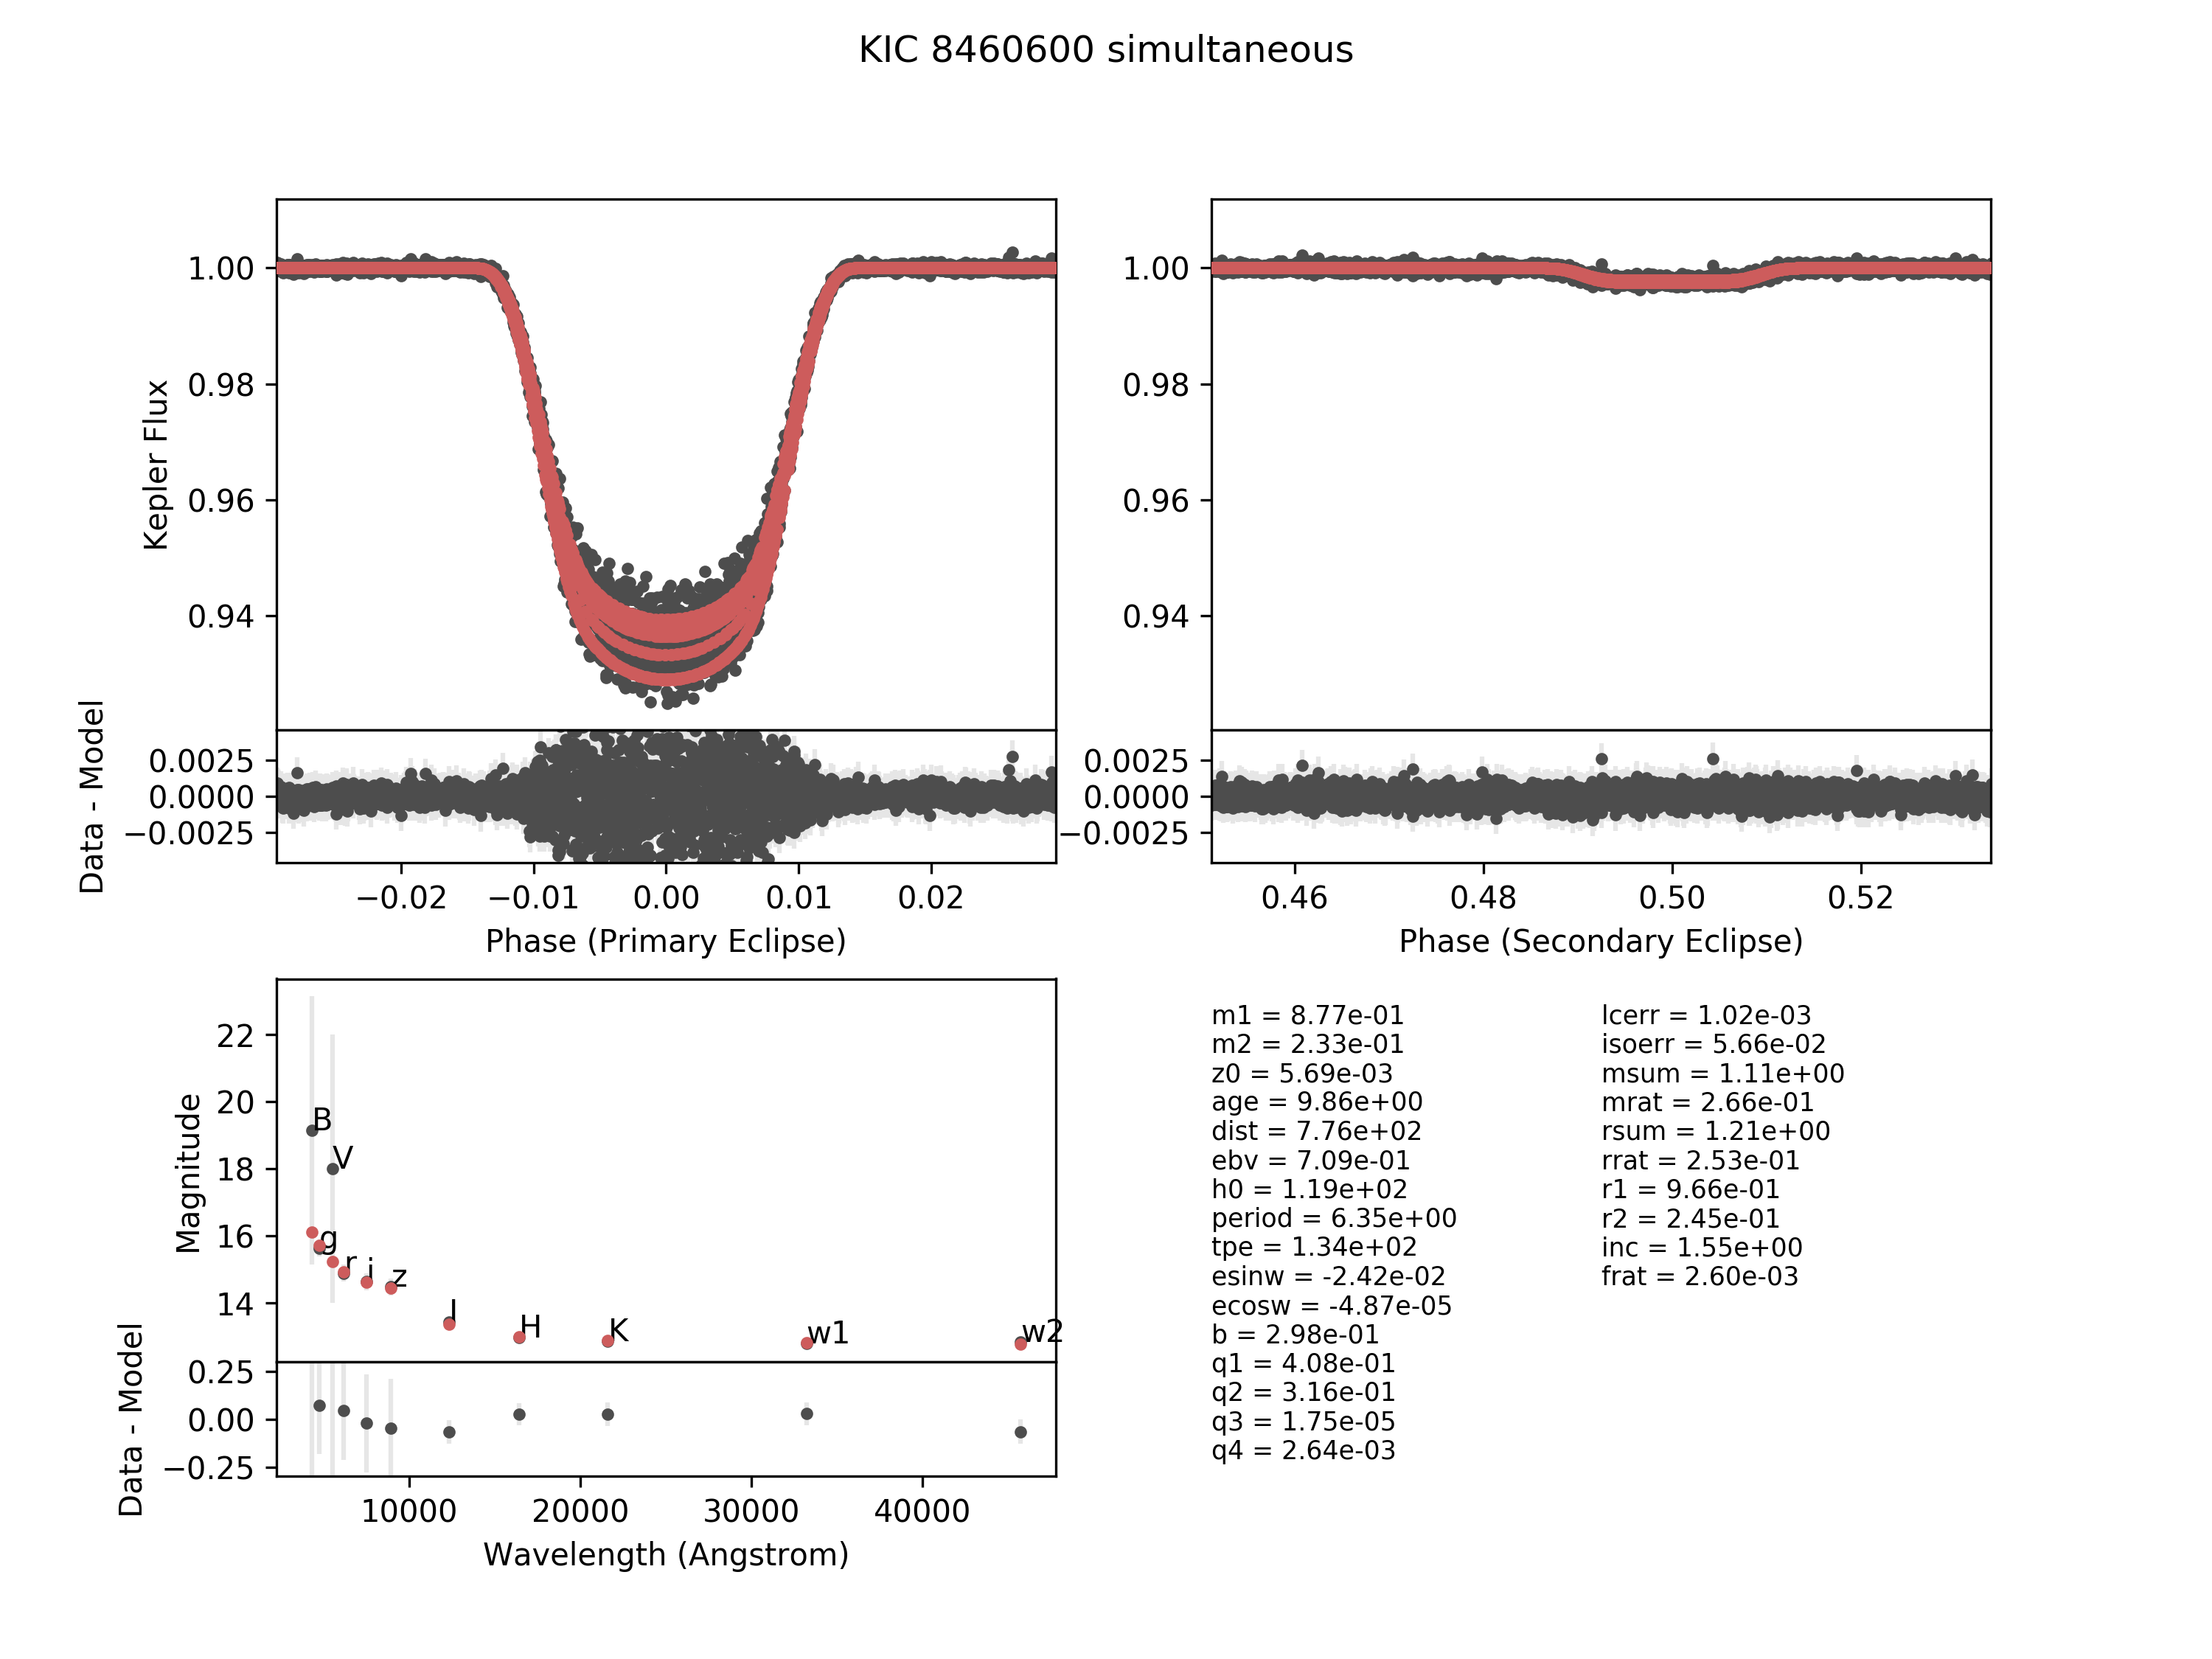 KIC 8460600 simultaneous
1.00
0.98
0.96
0.94
Kepler Flux
1.00
0.98
0.96
0.94
0.0025
0.0000
−0.0025
Data - Model
−0.02
−0.01
0.00
0.01
0.02
Phase (Primary Eclipse)
0.0025
0.0000
−0.0025
0.46
0.48
0.50
0.52
Phase (Secondary Eclipse)
22
20
18
16
14
Magnitude
B
V
g
r
i
z
J
H
K
w1
w2
0.25
0.00
−0.25
Data - Model
10000
20000
30000
40000
Wavelength (Angstrom)
m1 = 8.77e-01
m2 = 2.33e-01
z0 = 5.69e-03
age = 9.86e+00
dist = 7.76e+02
ebv = 7.09e-01
h0 = 1.19e+02
period = 6.35e+00
tpe = 1.34e+02
esinw = -2.42e-02
ecosw = -4.87e-05
b = 2.98e-01
q1 = 4.08e-01
q2 = 3.16e-01
q3 = 1.75e-05
q4 = 2.64e-03
lcerr = 1.02e-03
isoerr = 5.66e-02
msum = 1.11e+00
mrat = 2.66e-01
rsum = 1.21e+00
rrat = 2.53e-01
r1 = 9.66e-01
r2 = 2.45e-01
inc = 1.55e+00
frat = 2.60e-03